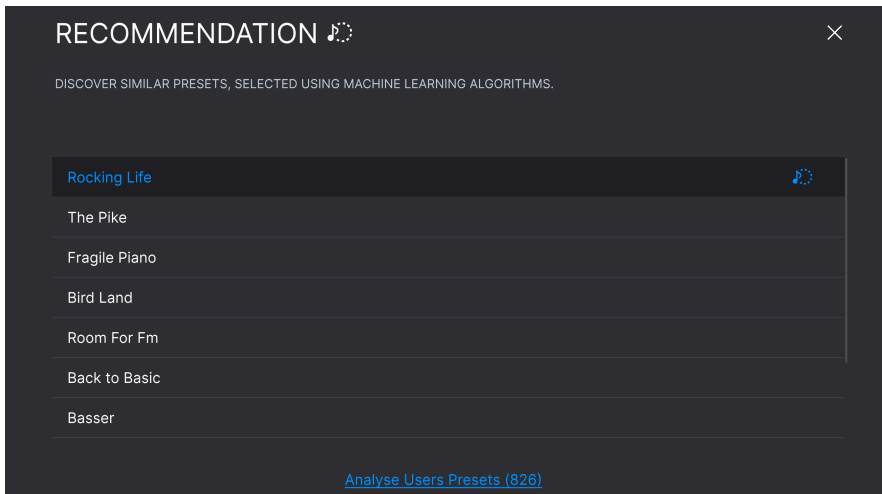 RECOMMENDATION
DISCOVER SIMILAR PRESETS, SELECTED USING MACHINE LEARNING ALGORITHMS.
Rocking Life
The Pike
Fragile Piano
Bird Land
Room For Fm
Back to Basic
Basser
Analyse Users Presets (826)